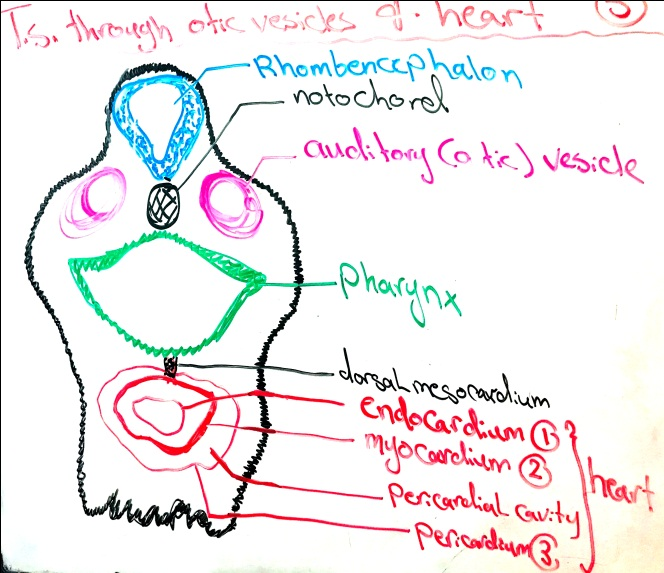 T.s. through otic vesicles &. heart 5
Rhombencephalon
notochord
auditory (otic) vesicle
pharynx
dorsal mesocardium
Endocardium 1
myocardium 2
heart
pericardial cavity
pericardium 3